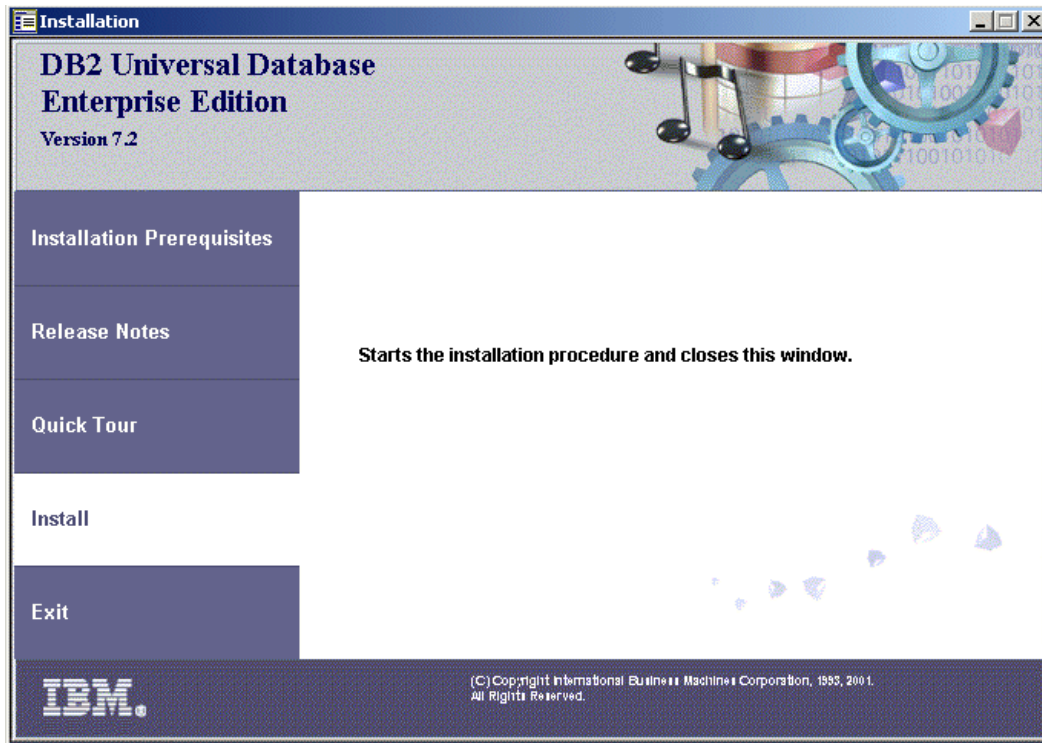 Installation
DB2 Universal Database
Enterprise Edition
Version 7.2
Installation Prerequisites
Release Notes
Quick Tour
Install
Exit
Starts the installation procedure and closes this window.
IBM®
(C) Copyright International Business Machines Corporation, 1993, 2001.
All Rights Reserved.